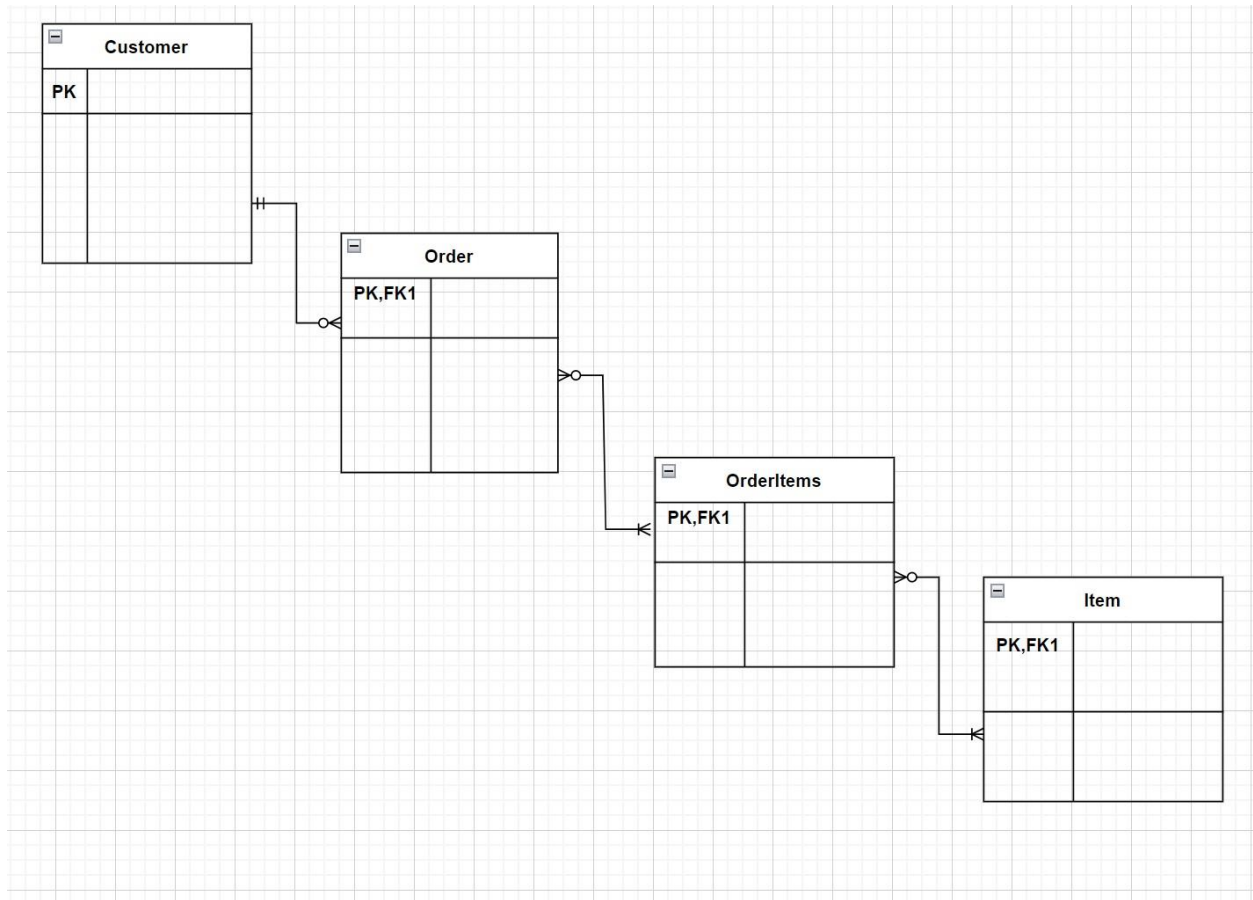 Customer
PK
Order
PK,FK1
OrderItems
PK,FK1
Item
PK,FK1